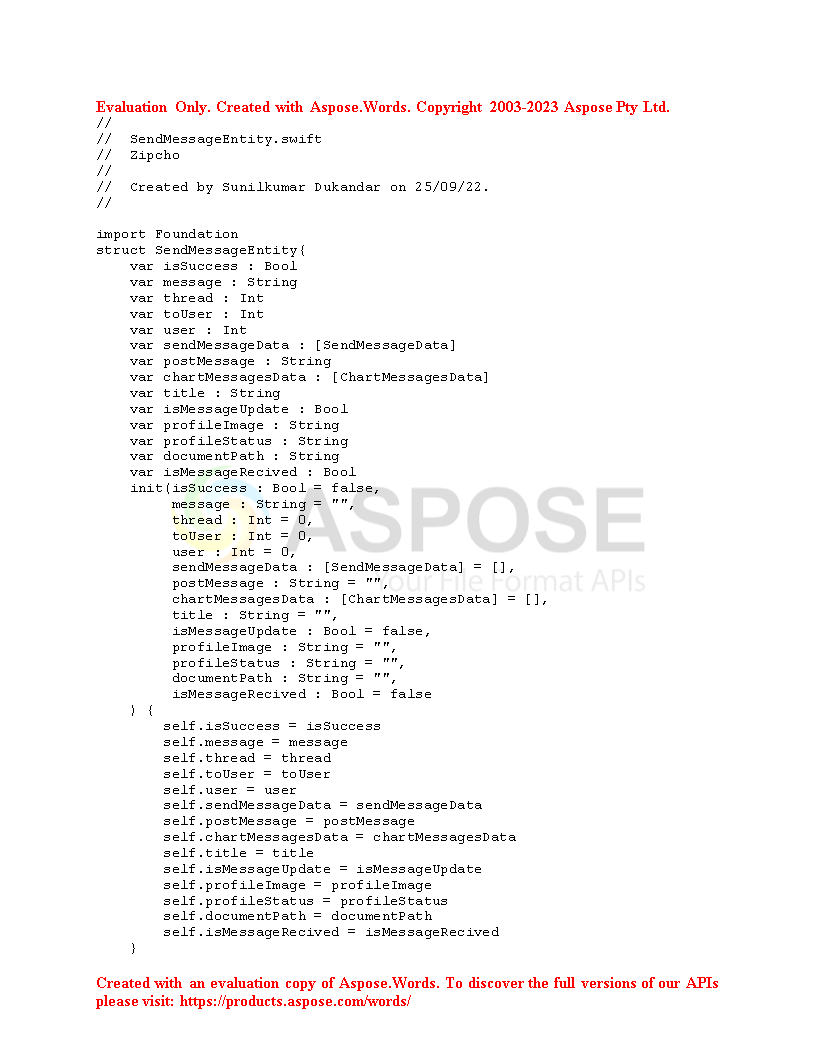 Evaluation Only. Created with Aspose.Words. Copyright 2003-2023 Aspose Pty Ltd.
//
//  SendMessageEntity.swift
//  Zipcho
//
//  Created by Sunilkumar Dukandar on 25/09/22.
//
import Foundation
struct SendMessageEntity{
    var isSuccess : Bool
    var message : String
    var thread : Int
    var toUser : Int
    var user : Int
    var sendMessageData : [SendMessageData]
    var postMessage : String
    var chartMessagesData : [ChartMessagesData]
    var title : String
    var isMessageUpdate : Bool
    var profileImage : String
    var profileStatus : String
    var documentPath : String
    var isMessageRecived : Bool
    init(isSuccess : Bool = false,
         message : String = "",
         thread : Int = 0,
         toUser : Int = 0,
         user : Int = 0,
         sendMessageData : [SendMessageData] = [],
         postMessage : String = "",
         chartMessagesData : [ChartMessagesData] = [],
         title : String = "",
         isMessageUpdate : Bool = false,
         profileImage : String = "",
         profileStatus : String = "",
         documentPath : String = "",
         isMessageRecived : Bool = false
    ) {
        self.isSuccess = isSuccess
        self.message = message
        self.thread = thread
        self.toUser = toUser
        self.user = user
        self.sendMessageData = sendMessageData
        self.postMessage = postMessage
        self.chartMessagesData = chartMessagesData
        self.title = title
        self.isMessageUpdate = isMessageUpdate
        self.profileImage = profileImage
        self.profileStatus = profileStatus
        self.documentPath = documentPath
        self.isMessageRecived = isMessageRecived
    }
ASPOSE
Your File Format APIs
Created with an evaluation copy of Aspose.Words. To discover the full versions of our APIs
please visit: https://products.aspose.com/words/